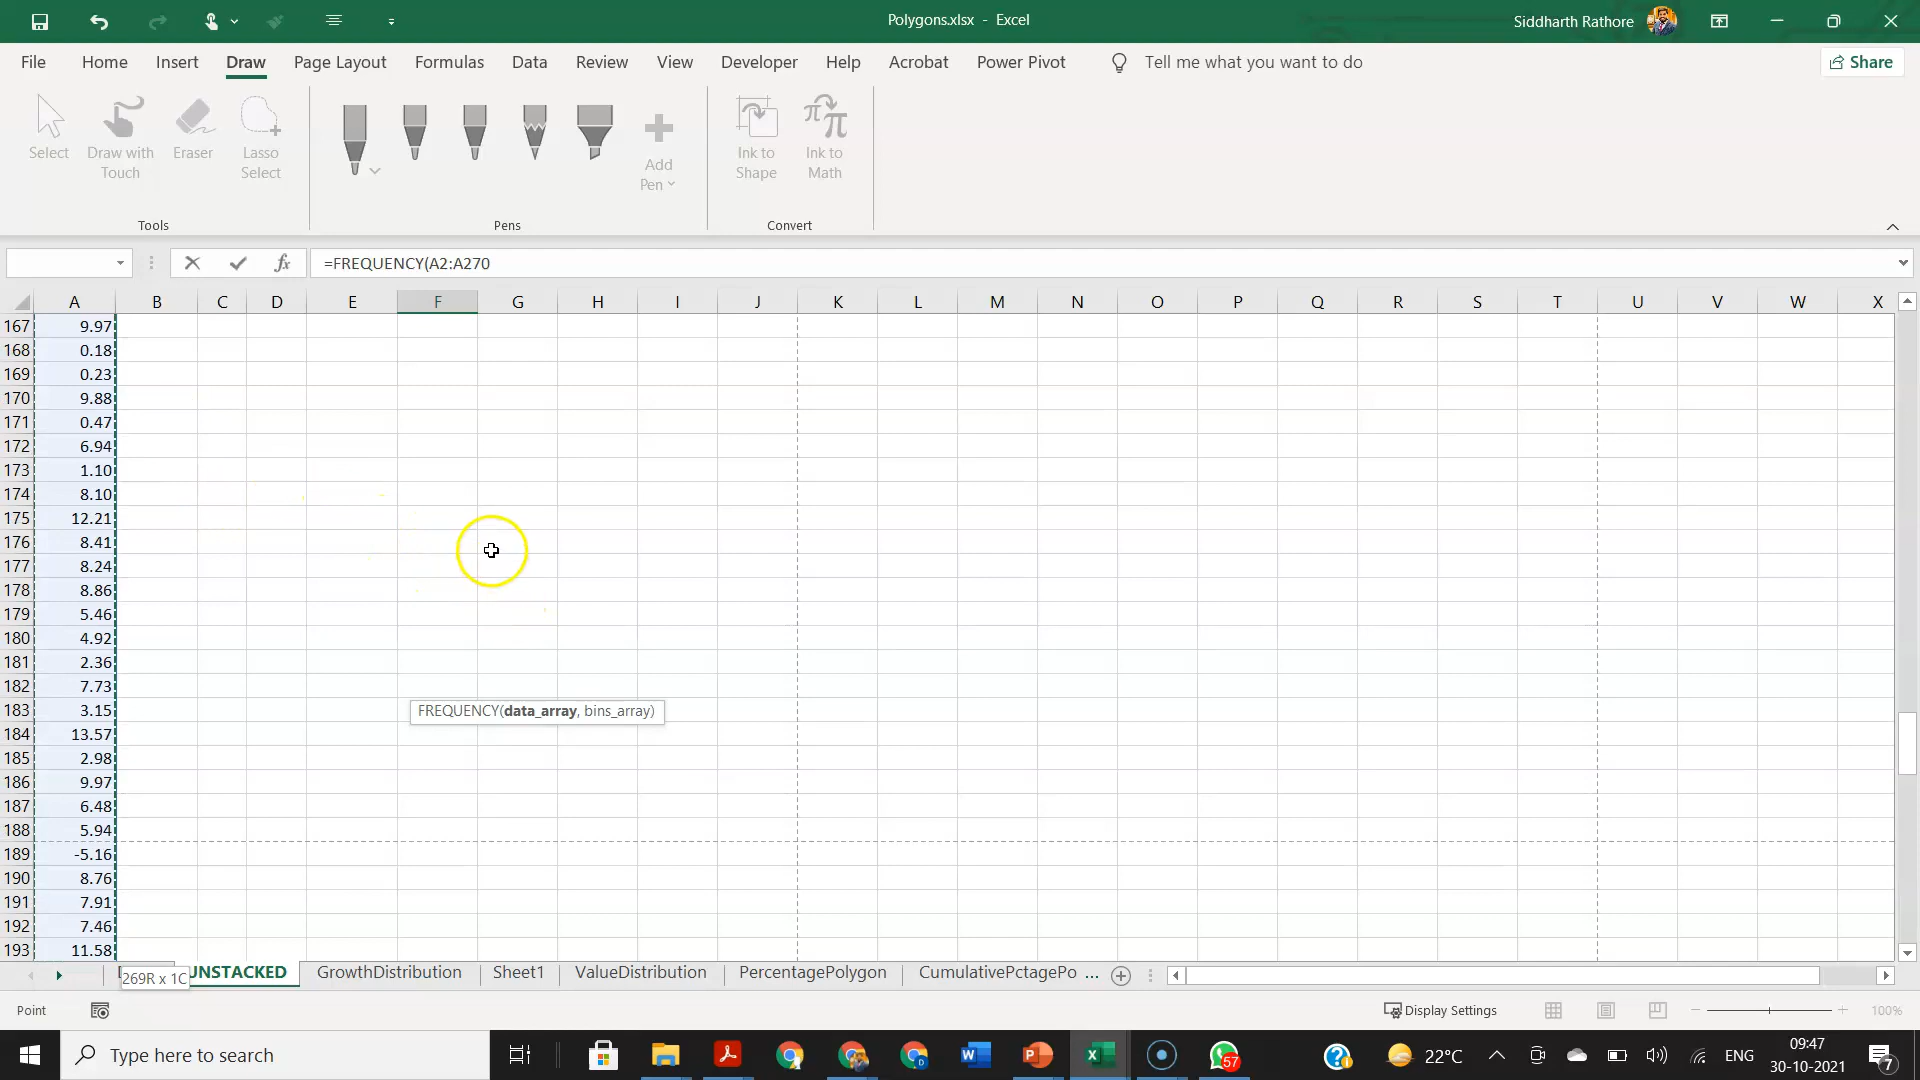 Polygons.xlsx - Excel
Siddharth Rathore
File Home Insert Draw Page Layout Formulas Data Review View Developer Help Acrobat Power Pivot Tell me what you want to do Share
Select
Draw with
Touch
Eraser
Lasso
Select
Add
Pen
Ink to
Shape
Ink to
Math
Tools
Pens
Convert
fx =FREQUENCY(A2:A270
A B C D E F G H I J K L M N O P Q R S T U V W X
167 9.97
168 0.18
169 0.23
170 9.88
171 0.47
172 6.94
173 1.10
174 8.10
175 12.21
176 8.41
177 8.24
178 8.86
179 5.46
180 4.92
181 2.36
182 7.73
183 3.15
FREQUENCY(data_array, bins_array)
184 13.57
185 2.98
186 9.97
187 6.48
188 5.94
189 -5.16
190 8.76
191 7.91
192 7.46
193 11.58
269R x 1C
UNSTACKED GrowthDistribution Sheet1 ValueDistribution PercentagePolygon CumulativePctagePo ...
Point
Display Settings
100%
Type here to search
57
22°C
ENG
09:47
30-10-2021
7